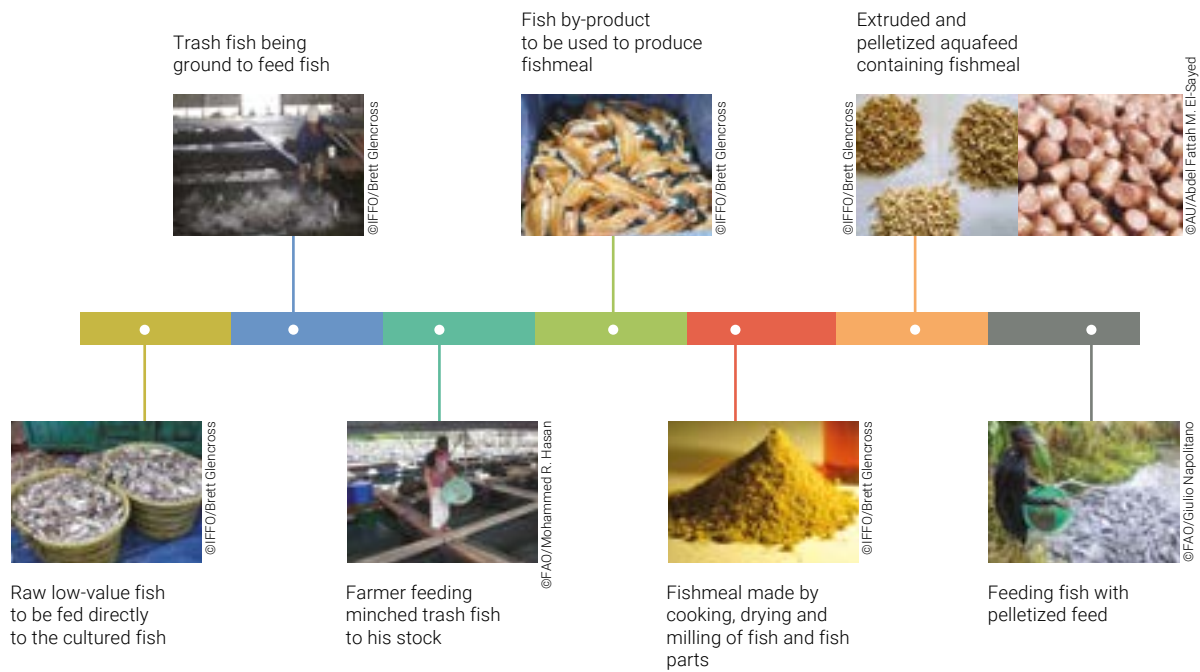 Trash fish being
ground to feed fish
©IFFO/Brett Glencross
Fish by-product
to be used to produce
fishmeal
©IFFO/Brett Glencross
Extruded and
pelletized aquafeed
containing fishmeal
©IFFO/Brett Glencross
©AU/Abdel Fattah M. El-Sayed
©IFFO/Brett Glencross
Raw low-value fish
to be fed directly
to the cultured fish
©FAO/Mohammed R. Hasan
Farmer feeding
minched trash fish
to his stock
©IFFO/Brett Glencross
Fishmeal made by
cooking, drying and
milling of fish and fish
parts
©FAO/Giulio Napolitano
Feeding fish with
pelletized feed